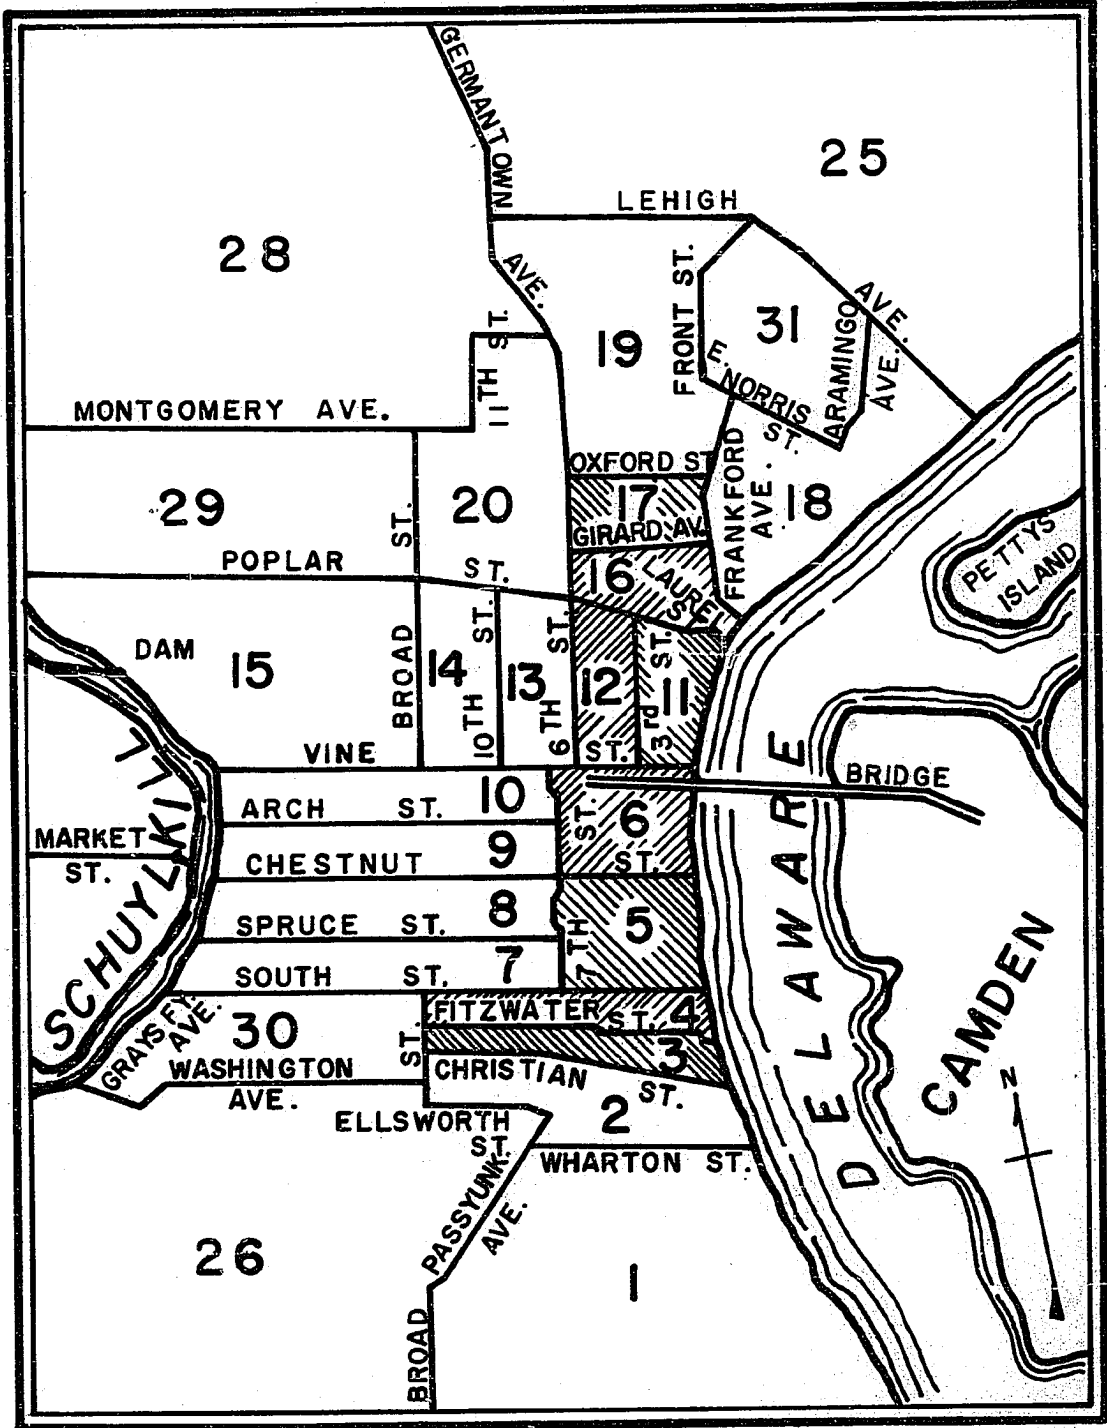 GERMANTOWN
AVE.
25
LEHIGH
AVE.
28
FRONT ST.
31
ARAMINGO
AVE.
19
11TH ST.
E. NORRIS ST.
MONTGOMERY AVE.
OXFORD ST.
FRANKFORD AVE.
29
20
17
18
ST.
GIRARD AV.
POPLAR ST.
16
LAUREL ST.
PETTYS
ISLAND
DAM
15
BROAD
14
10TH ST.
13
6TH ST.
12
3rd ST.
11
VINE
ST.
BRIDGE
ARCH ST.
10
ST.
6
MARKET
ST.
CHESTNUT
9
ST.
SCHUYLKILL
SPRUCE ST.
8
7TH
5
DELAWARE
SOUTH ST.
7
CAMDEN
GRAYS FY.
AVE.
30
ST.
FITZWATER ST.
4
3
WASHINGTON
AVE.
CHRISTIAN ST.
N
ELLSWORTH
ST.
2
WHARTON ST.
PASSYUNK
AVE.
26
1
BROAD